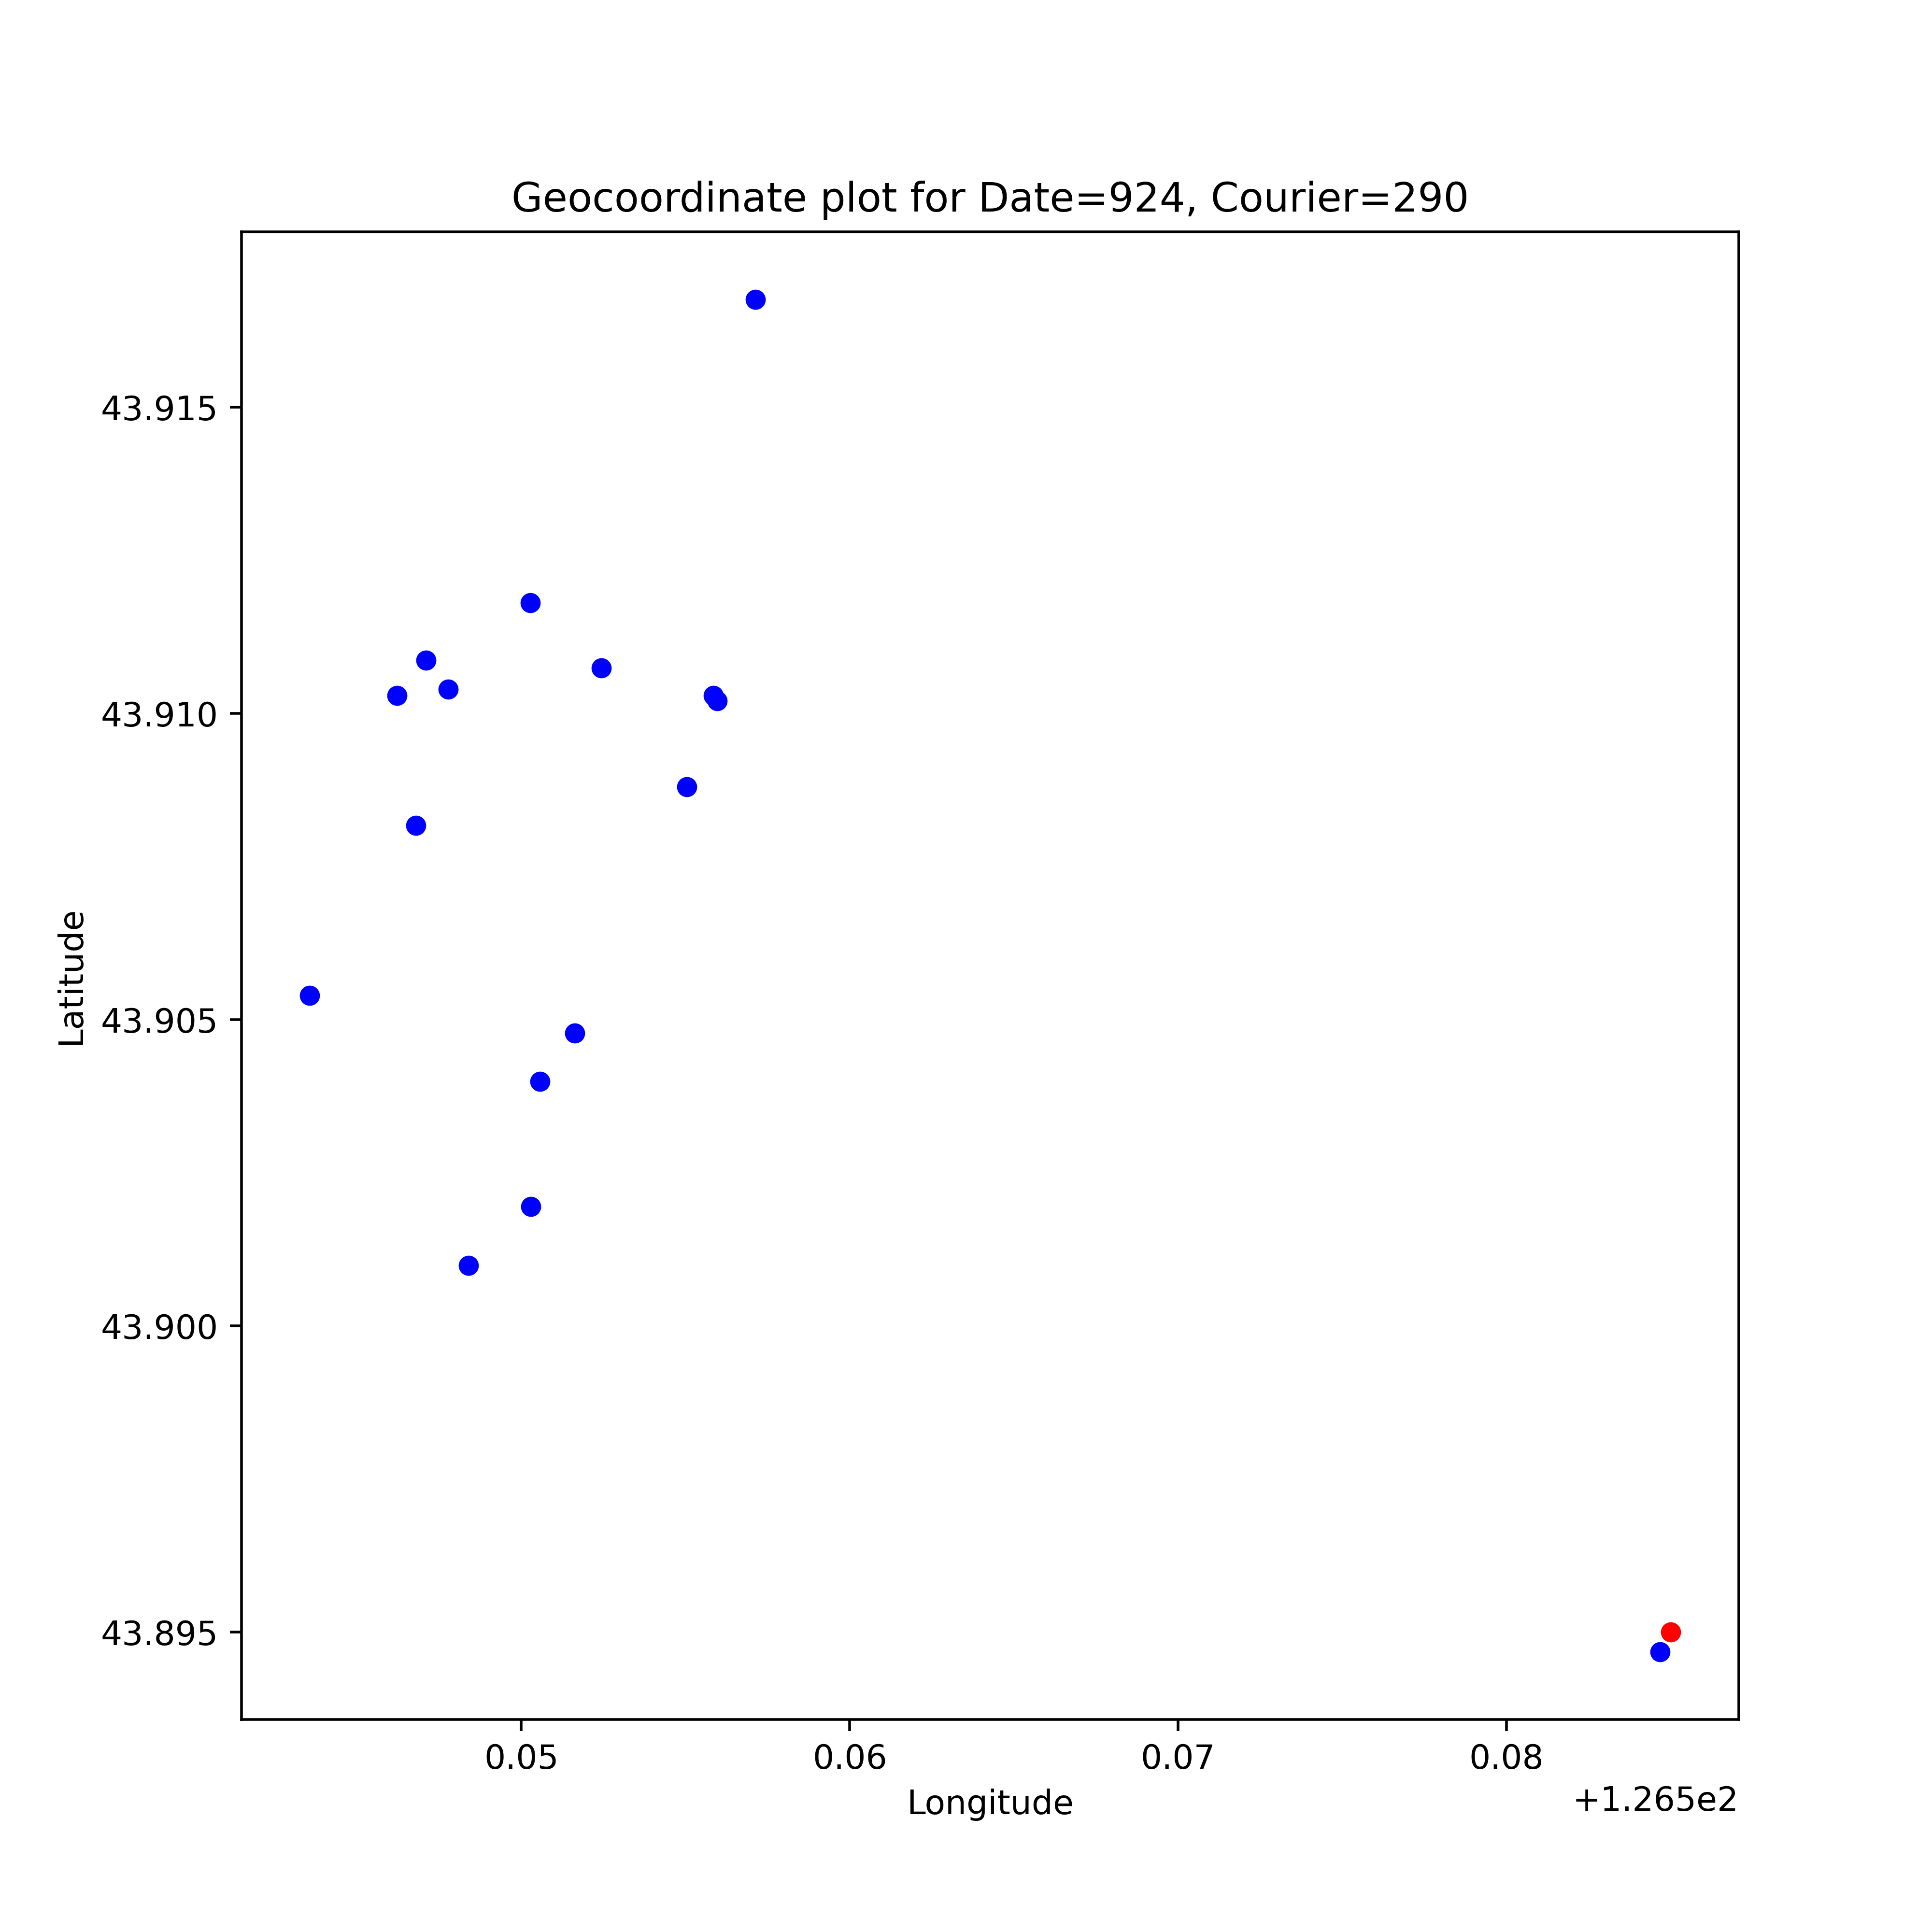 Geocoordinate plot for Date=924, Courier=290
43.915
43.910
43.905
43.900
43.895
Latitude
0.05 0.06 0.07 0.08
Longitude
+1.265e2